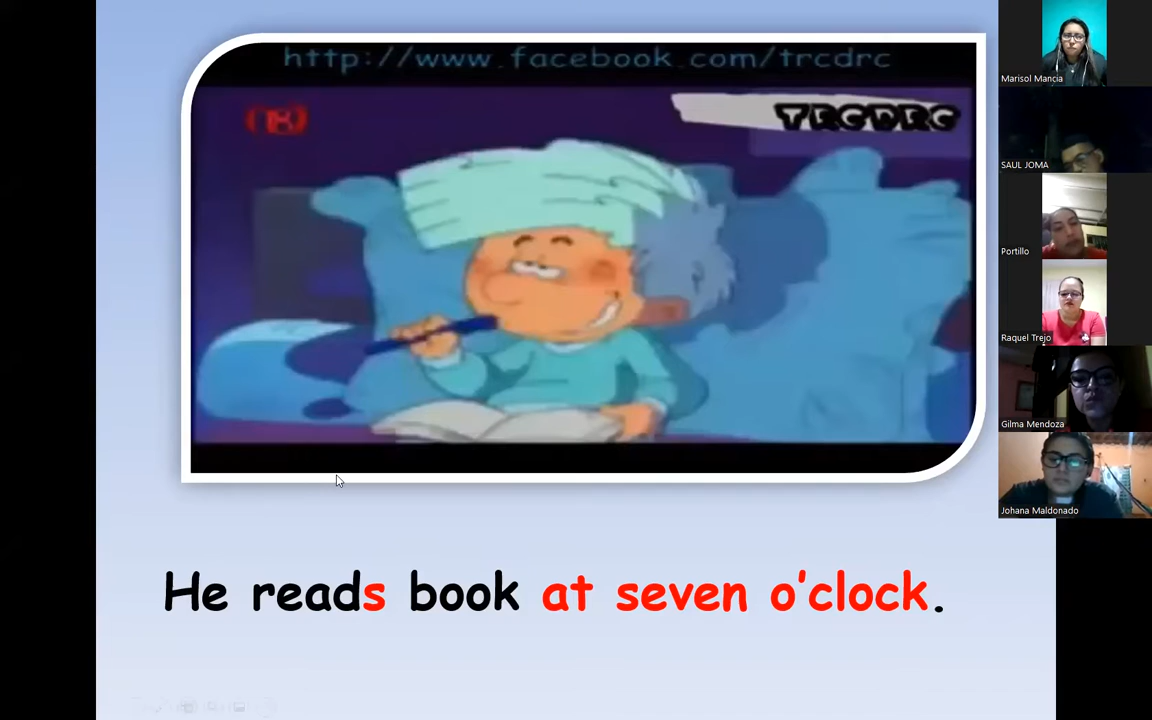 http://www.facebook.com/trcdrc
TRCDRC
He reads book at seven o'clock.
Marisol Mancia
SAUL JOMA
Portillo
Raquel Trejo
Gilma Mendoza
Johana Maldonado